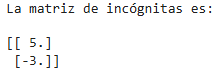 La matriz de incógnitas es:
[[ 5.]
 [-3.]]